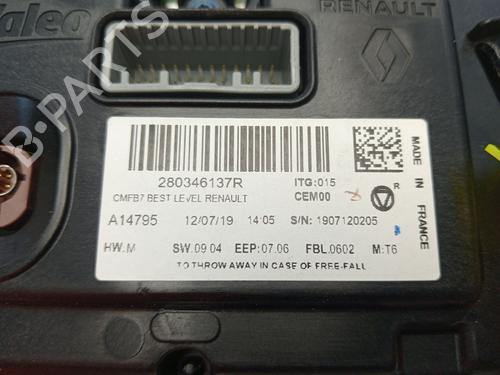 Valeo
RENAULT
B-PARTS
280346137R
ITG:015
CMFB7 BEST LEVEL RENAULT
CEM00
R
A14795 12/07/19 14:05 S/N: 1907120205
HW.M SW.09.04 EEP:07.06 FBL.0602 M:T6
TO THROW AWAY IN CASE OF FREE-FALL
MADE IN FRANCE